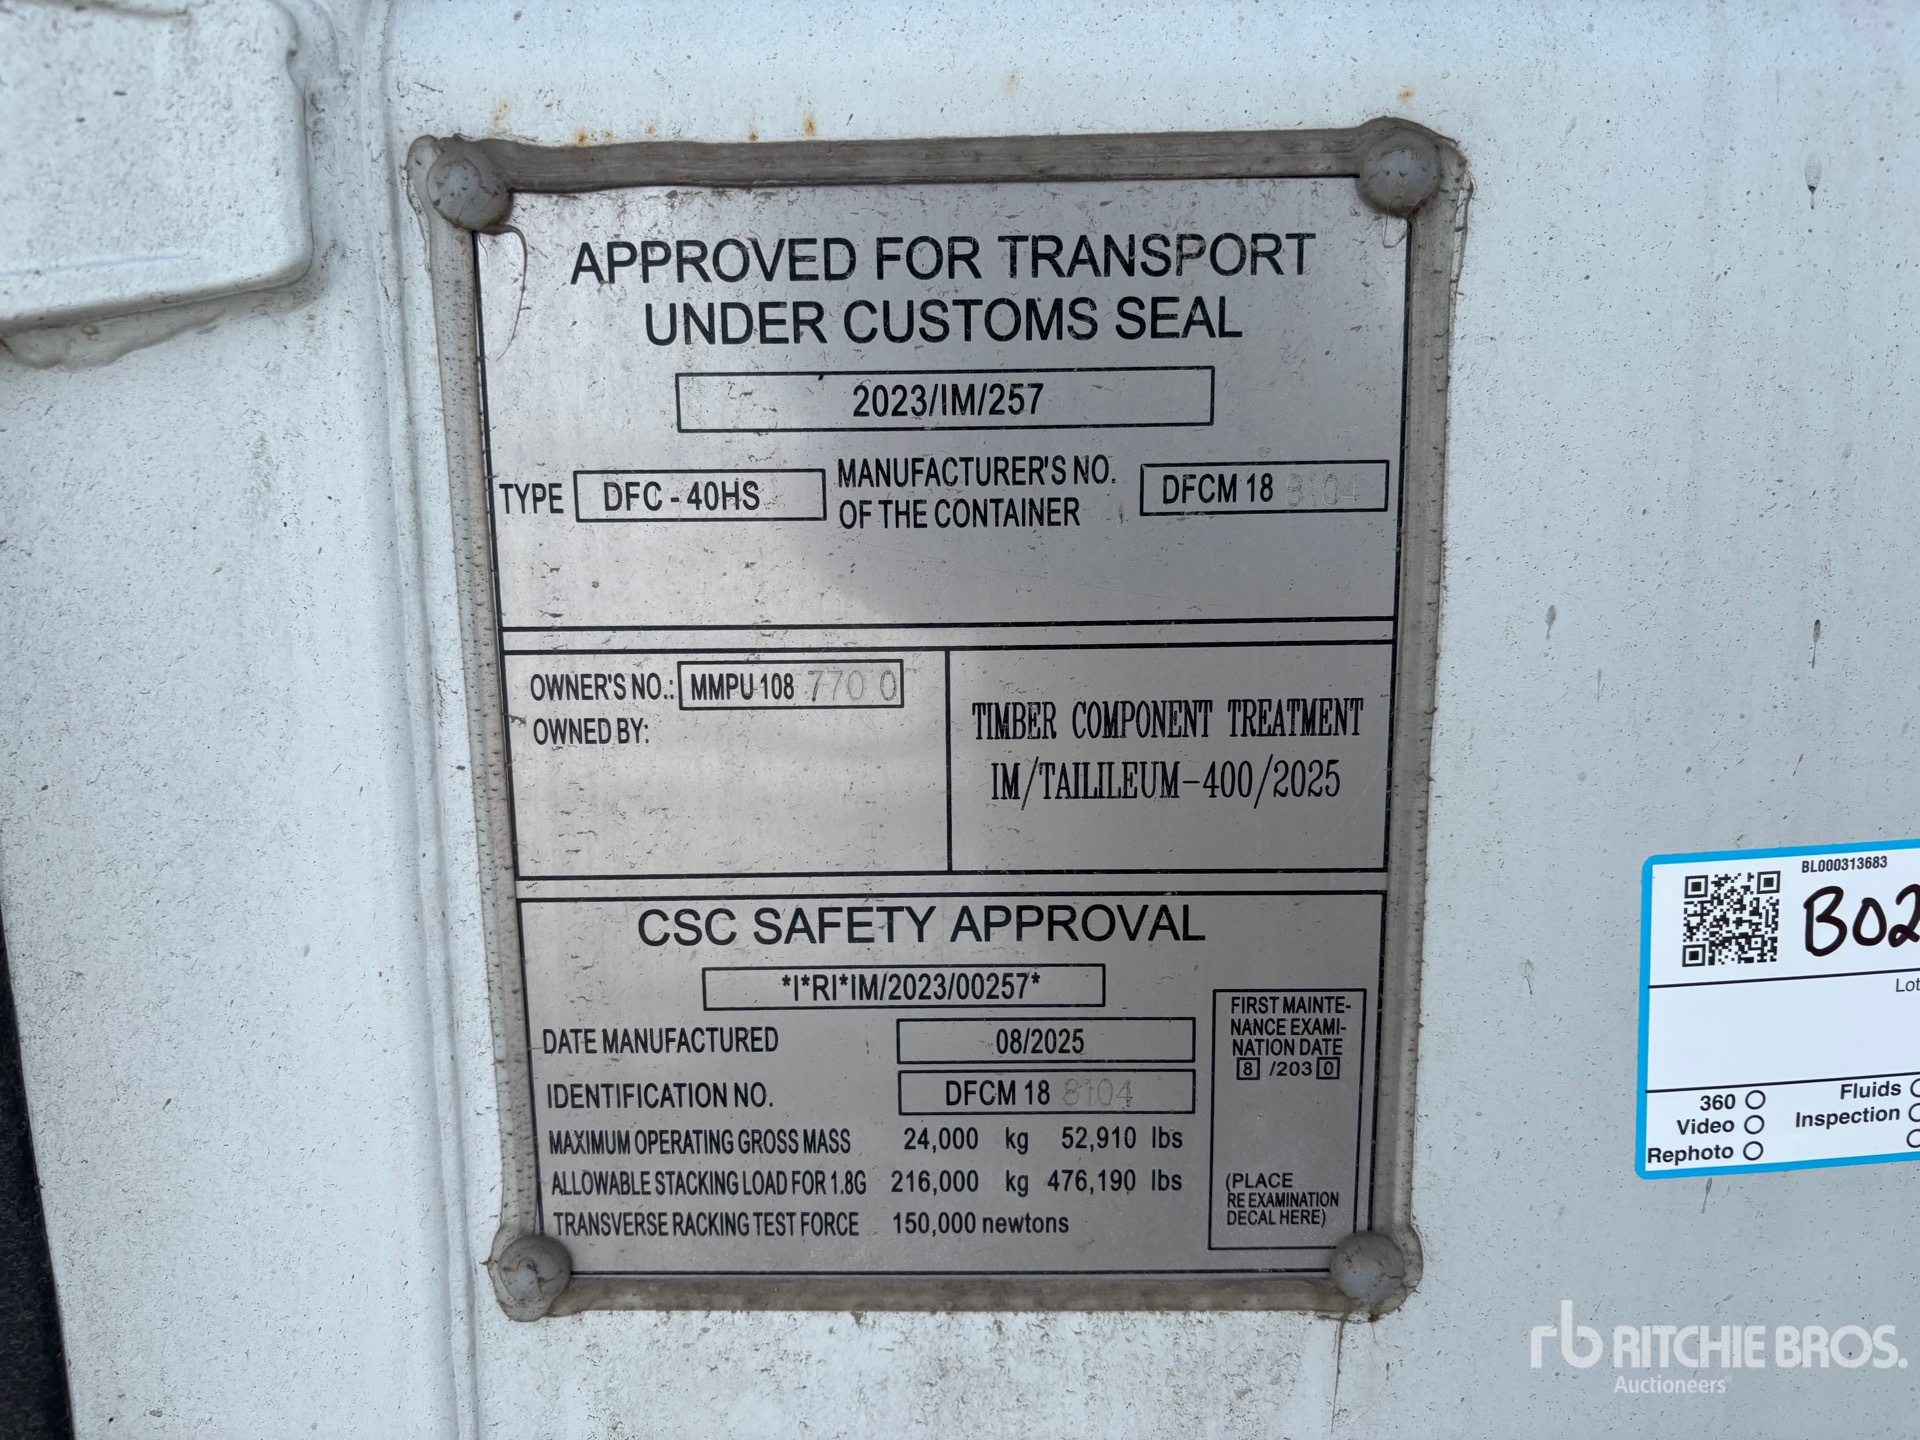 APPROVED FOR TRANSPORT
UNDER CUSTOMS SEAL
2023/IM/257
TYPE DFC - 40HS
MANUFACTURER'S NO.
OF THE CONTAINER
DFCM 18 8104
OWNER'S NO.: MMPU 108 770 0
OWNED BY:
TIMBER COMPONENT TREATMENT
IM/TAILILEUM-400/2025
CSC SAFETY APPROVAL
*I*RI*IM/2023/00257*
DATE MANUFACTURED 08/2025
IDENTIFICATION NO. DFCM 18 8104
MAXIMUM OPERATING GROSS MASS 24,000 kg 52,910 lbs
ALLOWABLE STACKING LOAD FOR 1.8G 216,000 kg 476,190 lbs
TRANSVERSE RACKING TEST FORCE 150,000 newtons
FIRST MAINTE-
NANCE EXAMI-
NATION DATE
8 /203 0
(PLACE
RE EXAMINATION
DECAL HERE)
BL000313683
B02
Lot
360
Video
Rephoto
Fluids
Inspection
rb RITCHIE BROS.
Auctioneers